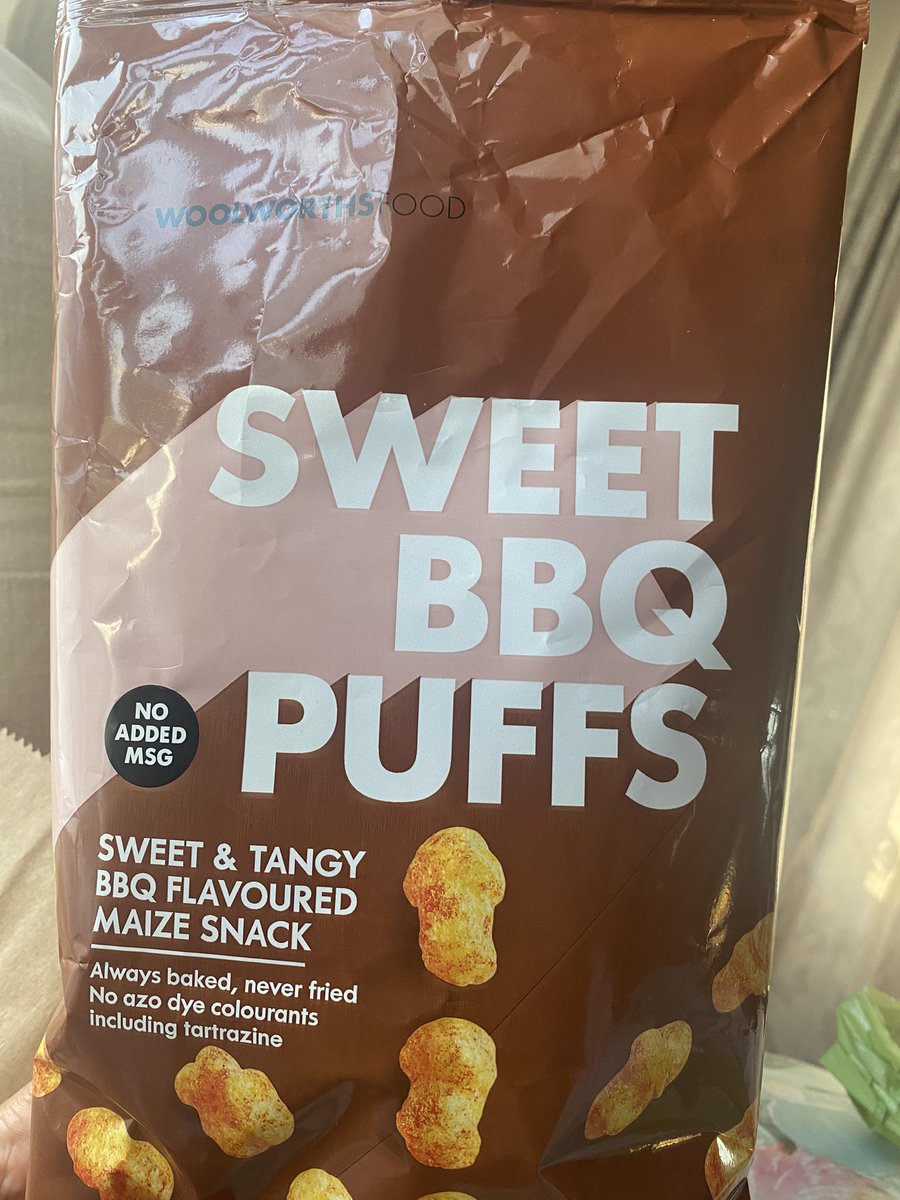 WOOLWORTHSFOOD
SWEET
BBQ
PUFFS
NO
ADDED
MSG
SWEET & TANGY
BBQ FLAVOURED
MAIZE SNACK
Always baked, never fried
No azo dye colourants
including tartrazine